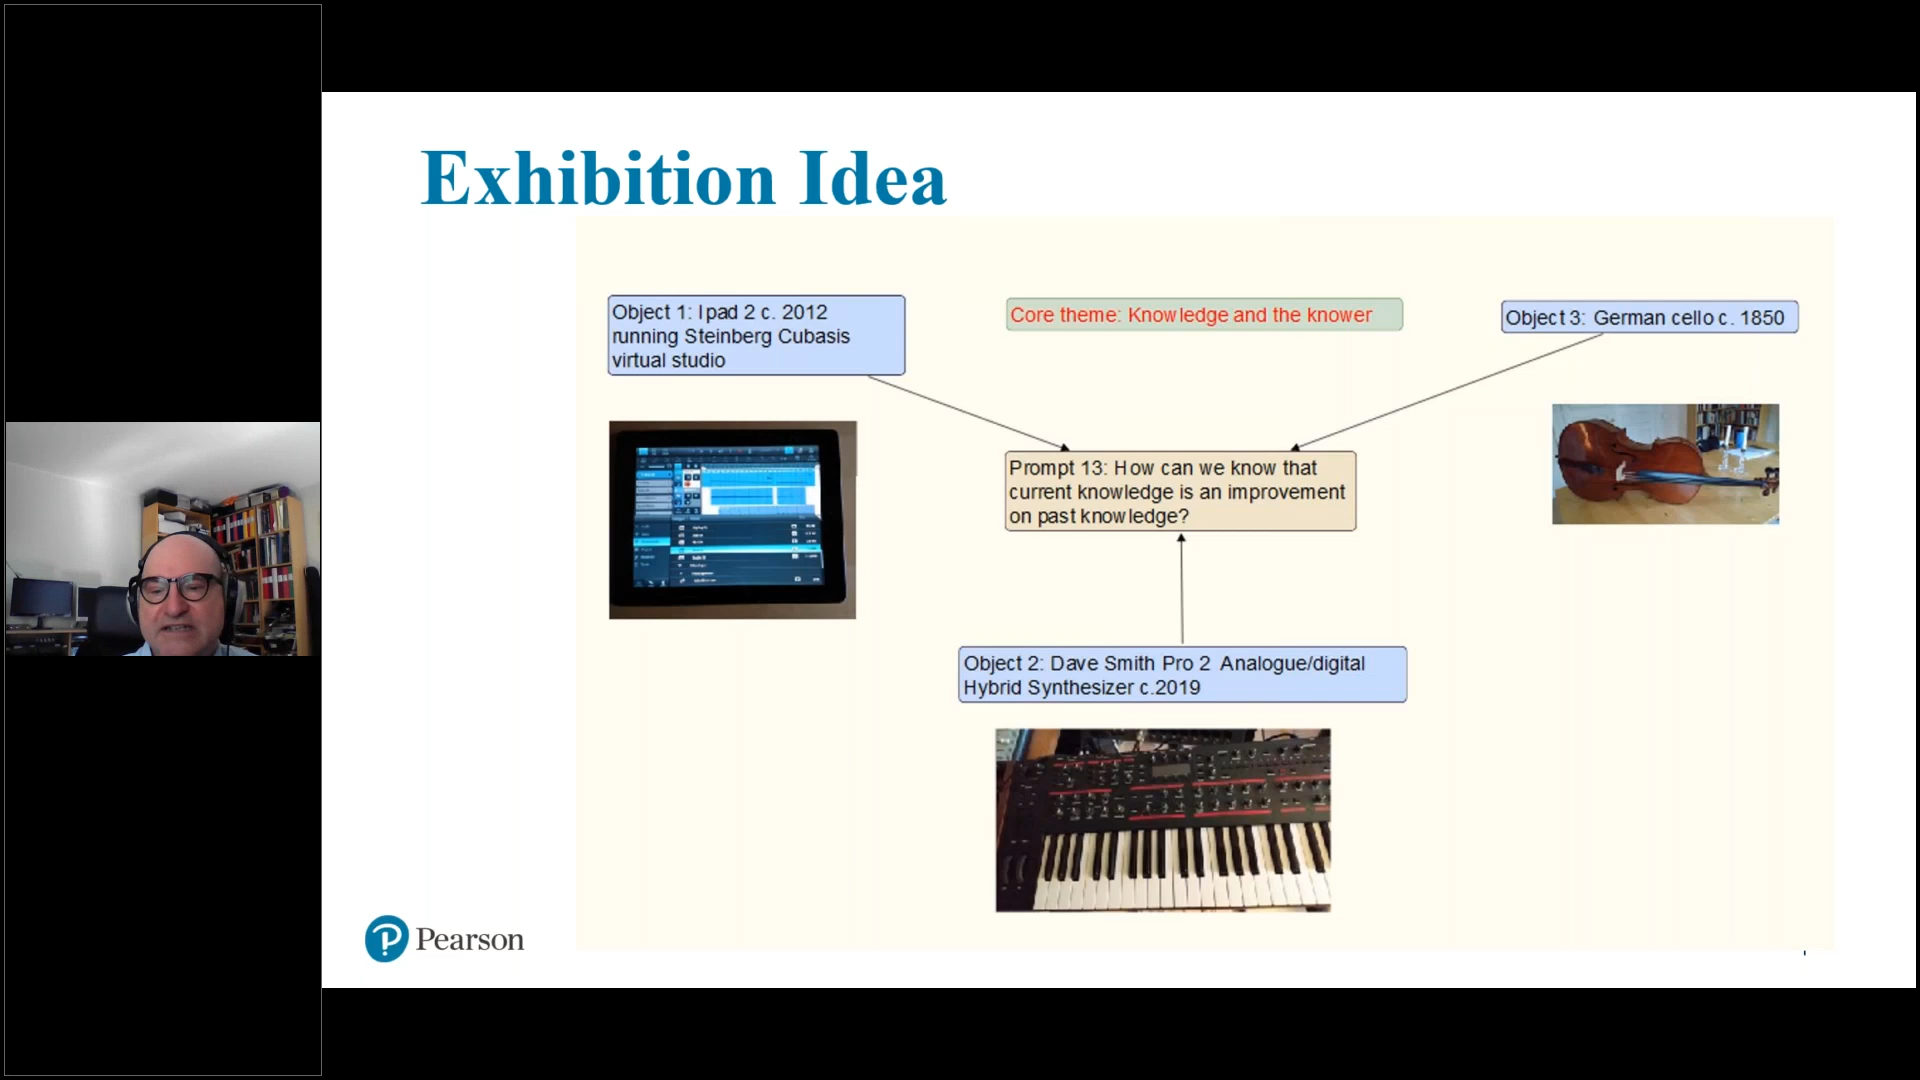 Exhibition Idea
Object 1: Ipad 2 c. 2012
running Steinberg Cubasis
virtual studio
Core theme: Knowledge and the knower
Object 3: German cello c. 1850
Prompt 13: How can we know that
current knowledge is an improvement
on past knowledge?
Object 2: Dave Smith Pro 2 Analogue/digital
Hybrid Synthesizer c.2019
Pearson